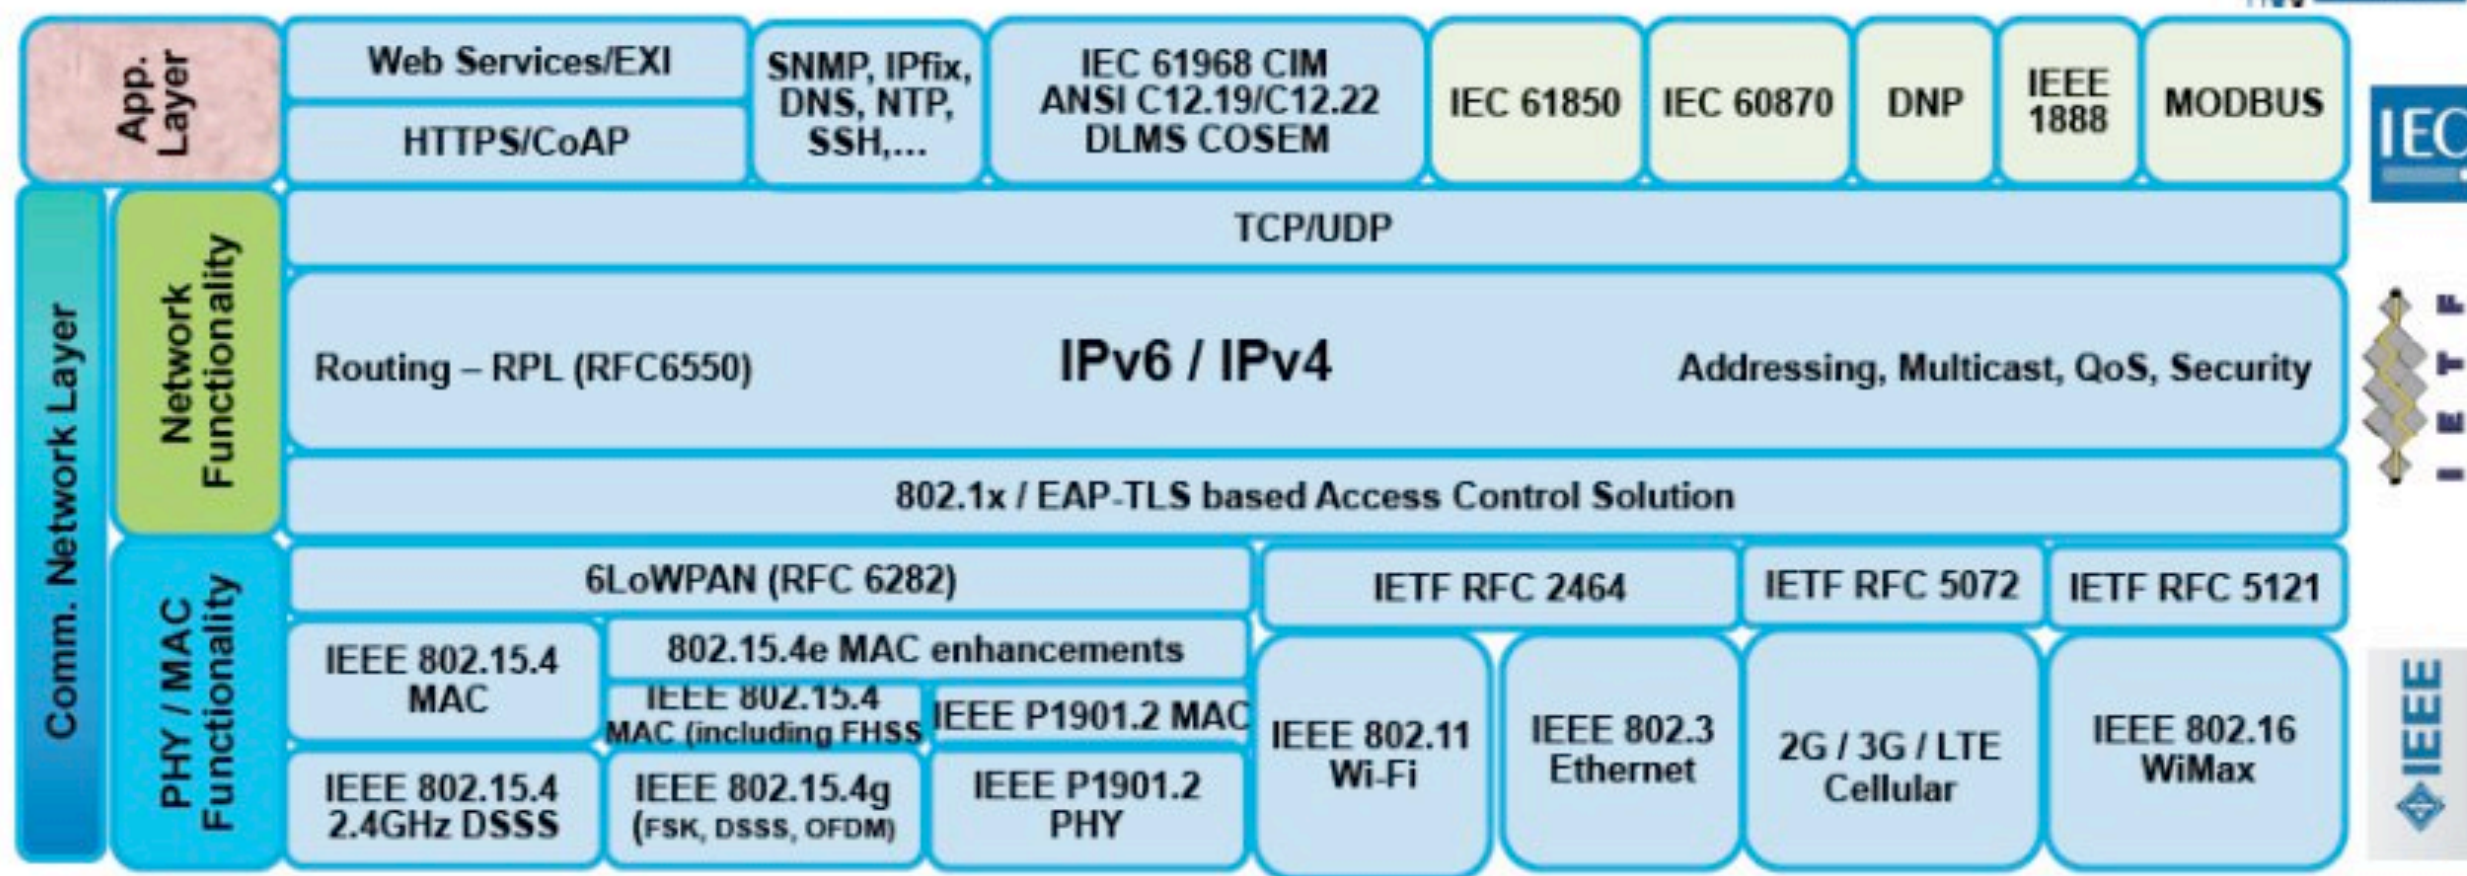 App.
Layer
Web Services/EXI
HTTPS/CoAP
SNMP, IPfix,
DNS, NTP,
SSH,...
IEC 61968 CIM
ANSI C12.19/C12.22
DLMS COSEM
IEC 61850
IEC 60870
DNP
IEEE
1888
MODBUS
IEC
Comm. Network Layer
Network
Functionality
TCP/UDP
Routing – RPL (RFC6550)
IPv6 / IPv4
Addressing, Multicast, QoS, Security
802.1x / EAP-TLS based Access Control Solution
IETF
PHY / MAC
Functionality
6LoWPAN (RFC 6282)
IETF RFC 2464
IETF RFC 5072
IETF RFC 5121
IEEE 802.15.4
MAC
802.15.4e MAC enhancements
IEEE 802.15.4
MAC (including FHSS
IEEE P1901.2 MAC
IEEE 802.15.4
2.4GHz DSSS
IEEE 802.15.4g
(FSK, DSSS, OFDM)
IEEE P1901.2
PHY
IEEE 802.11
Wi-Fi
IEEE 802.3
Ethernet
2G / 3G / LTE
Cellular
IEEE 802.16
WiMax
IEEE